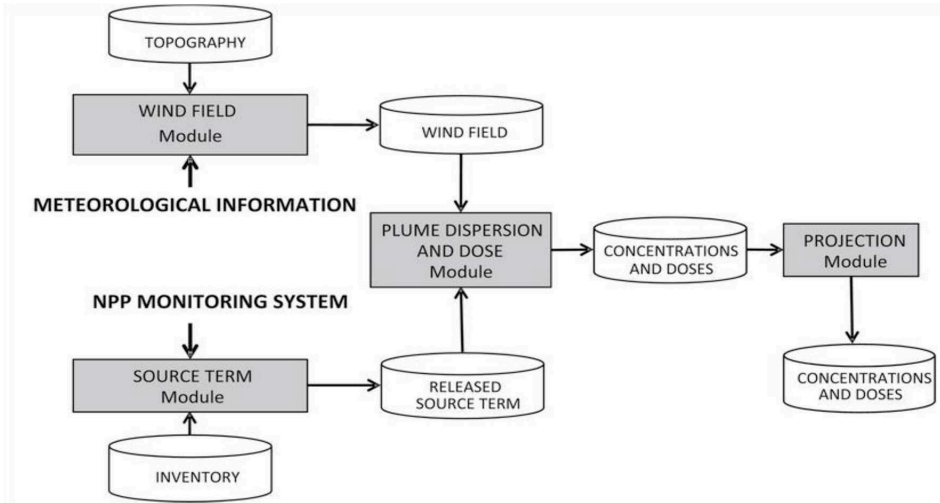 TOPOGRAPHY
WIND FIELD
Module
WIND FIELD
METEOROLOGICAL INFORMATION
PLUME DISPERSION
AND DOSE
Module
CONCENTRATIONS
AND DOSES
PROJECTION
Module
NPP MONITORING SYSTEM
SOURCE TERM
Module
RELEASED
SOURCE TERM
CONCENTRATIONS
AND DOSES
INVENTORY